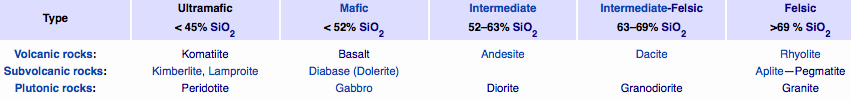 Type Ultramafic Mafic Intermediate Intermediate-Felsic Felsic
< 45% SiO2 < 52% SiO2 52–63% SiO2 63–69% SiO2 >69 % SiO2
Volcanic rocks: Komatiite Basalt Andesite Dacite Rhyolite
Subvolcanic rocks: Kimberlite, Lamproite Diabase (Dolerite) Aplite—Pegmatite
Plutonic rocks: Peridotite Gabbro Diorite Granodiorite Granite